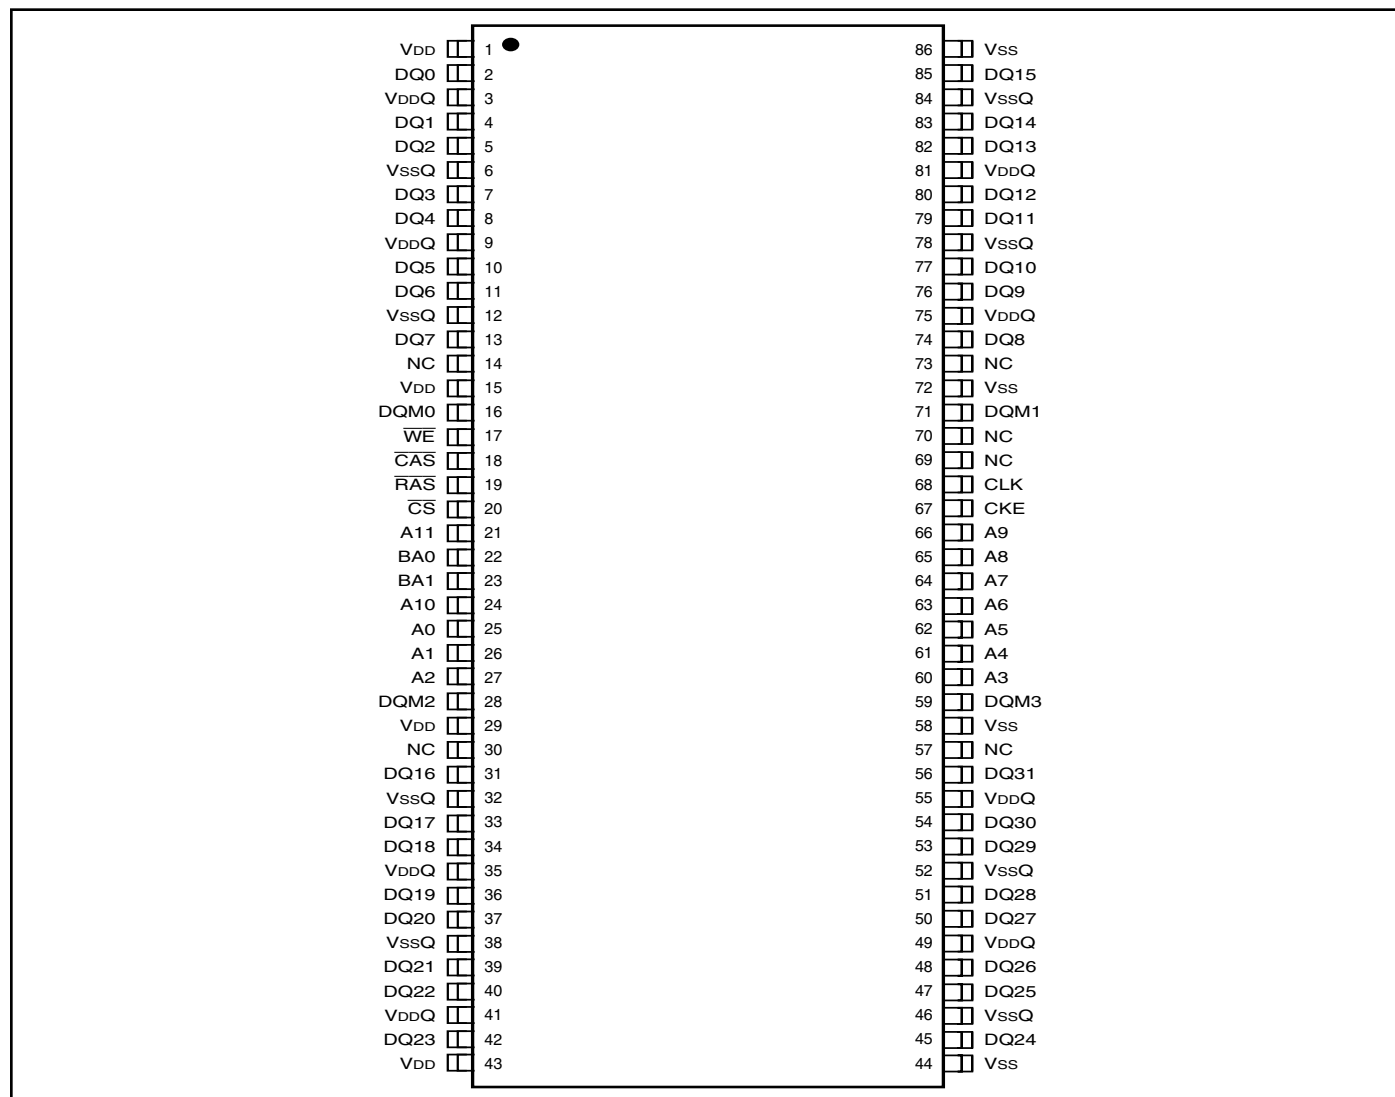 VDD 1 86 VSS
DQ0 2 85 DQ15
VDDQ 3 84 VSSQ
DQ1 4 83 DQ14
DQ2 5 82 DQ13
VSSQ 6 81 VDDQ
DQ3 7 80 DQ12
DQ4 8 79 DQ11
VDDQ 9 78 VSSQ
DQ5 10 77 DQ10
DQ6 11 76 DQ9
VSSQ 12 75 VDDQ
DQ7 13 74 DQ8
NC 14 73 NC
VDD 15 72 VSS
DQM0 16 71 DQM1
W̅E̅ 17 70 NC
C̅A̅S̅ 18 69 NC
R̅A̅S̅ 19 68 CLK
C̅S̅ 20 67 CKE
A11 21 66 A9
BA0 22 65 A8
BA1 23 64 A7
A10 24 63 A6
A0 25 62 A5
A1 26 61 A4
A2 27 60 A3
DQM2 28 59 DQM3
VDD 29 58 VSS
NC 30 57 NC
DQ16 31 56 DQ31
VSSQ 32 55 VDDQ
DQ17 33 54 DQ30
DQ18 34 53 DQ29
VDDQ 35 52 VSSQ
DQ19 36 51 DQ28
DQ20 37 50 DQ27
VSSQ 38 49 VDDQ
DQ21 39 48 DQ26
DQ22 40 47 DQ25
VDDQ 41 46 VSSQ
DQ23 42 45 DQ24
VDD 43 44 VSS